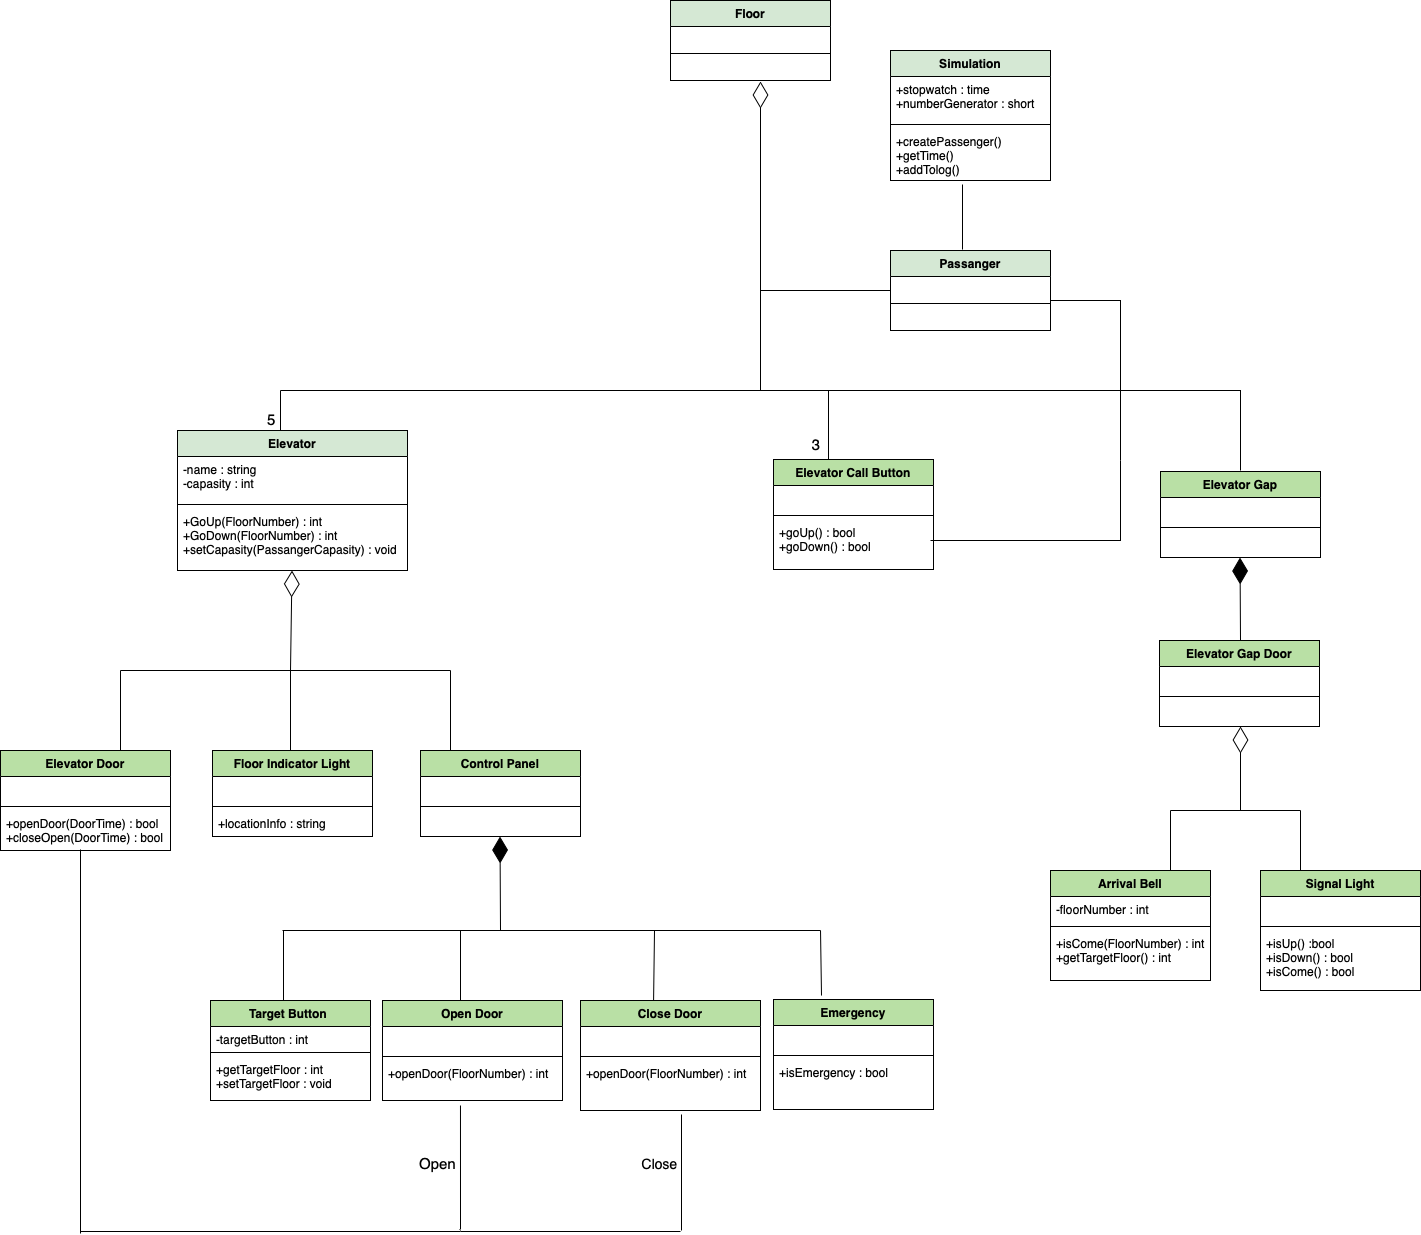 Floor
Simulation
+stopwatch : time
+numberGenerator : short
+createPassenger()
+getTime()
+addTolog()
Passanger
5
Elevator
-name : string
-capacity : int
+GoUp(FloorNumber) : int
+GoDown(FloorNumber) : int
+setCapasity(PassangerCapasity) : void
3
Elevator Call Button
+goUp() : bool
+goDown() : bool
Elevator Gap
Elevator Gap Door
Elevator Door
+openDoor(DoorTime) : bool
+closeOpen(DoorTime) : bool
Floor Indicator Light
+locationInfo : string
Control Panel
Arrival Bell
-floorNumber : int
+isCome(FloorNumber) : int
+getTargetFloor() : int
Signal Light
+isUp() :bool
+isDown() : bool
+isCome() : bool
Target Button
-targetButton : int
+getTargetFloor : int
+setTargetFloor : void
Open Door
+openDoor(FloorNumber) : int
Close Door
+openDoor(FloorNumber) : int
Emergency
+isEmergency : bool
Open
Close